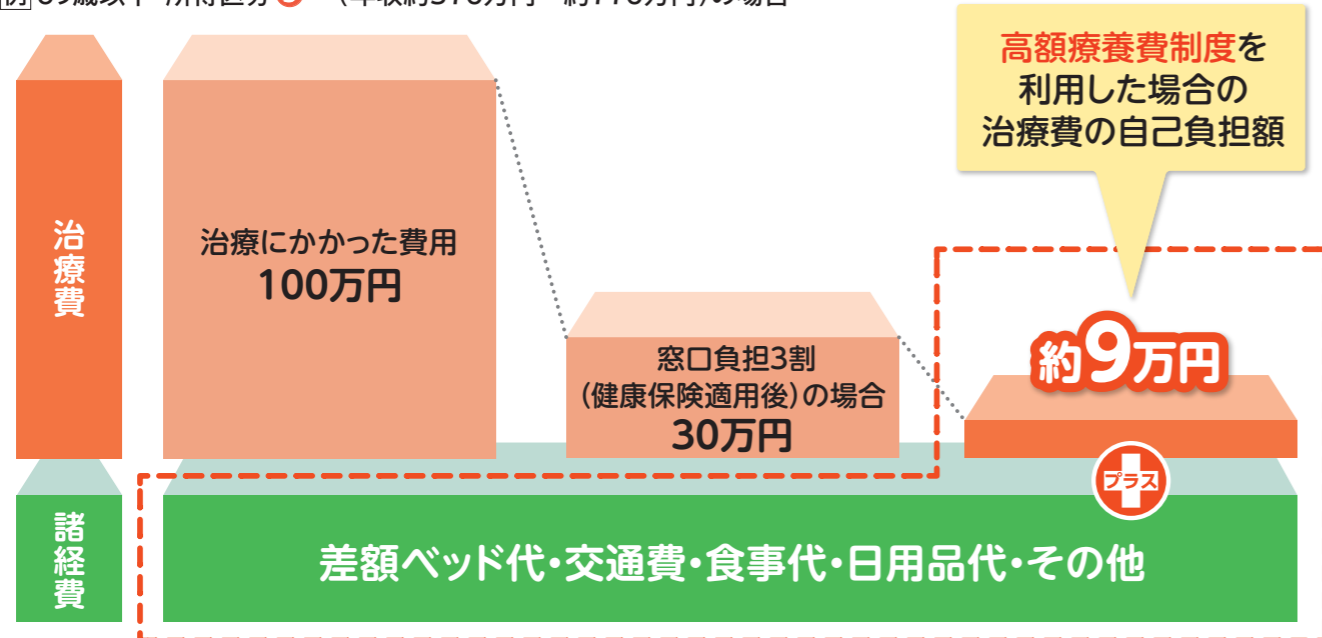 高額療養費制度を
利用した場合の
治療費の自己負担額
治療費
治療にかかった費用
100万円
窓口負担3割
(健康保険適用後)の場合
30万円
約9万円
プラス
諸経費
差額ベッド代・交通費・食事代・日用品代・その他